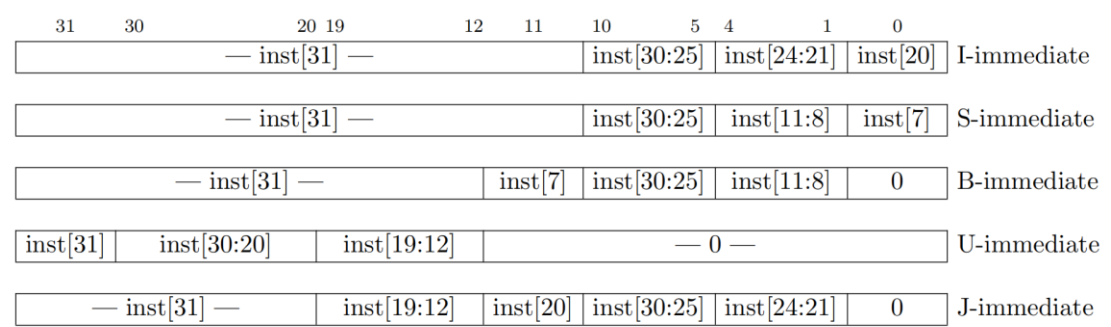 31 30 20 19 12 11 10 5 4 1 0
— inst[31] — inst[30:25] inst[24:21] inst[20] I-immediate
— inst[31] — inst[30:25] inst[11:8] inst[7] S-immediate
— inst[31] — inst[7] inst[30:25] inst[11:8] 0 B-immediate
inst[31] inst[30:20] inst[19:12] — 0 — U-immediate
— inst[31] — inst[19:12] inst[20] inst[30:25] inst[24:21] 0 J-immediate